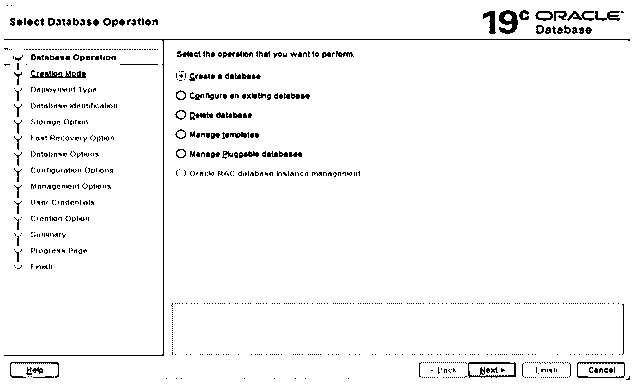 Select Database Operation
19c ORACLE
Database
Database Operation
Creation Mode
Deployment Type
Database Identification
Storage Option
Fast Recovery Option
Database Options
Configuration Options
Management Options
User Credentials
Creation Option
Summary
Progress Page
Finish
Select the operation that you want to perform.
Create a database
Configure an existing database
Delete database
Manage templates
Manage Pluggable databases
Oracle RAC database instance management
Help
< Back
Next >
Finish
Cancel